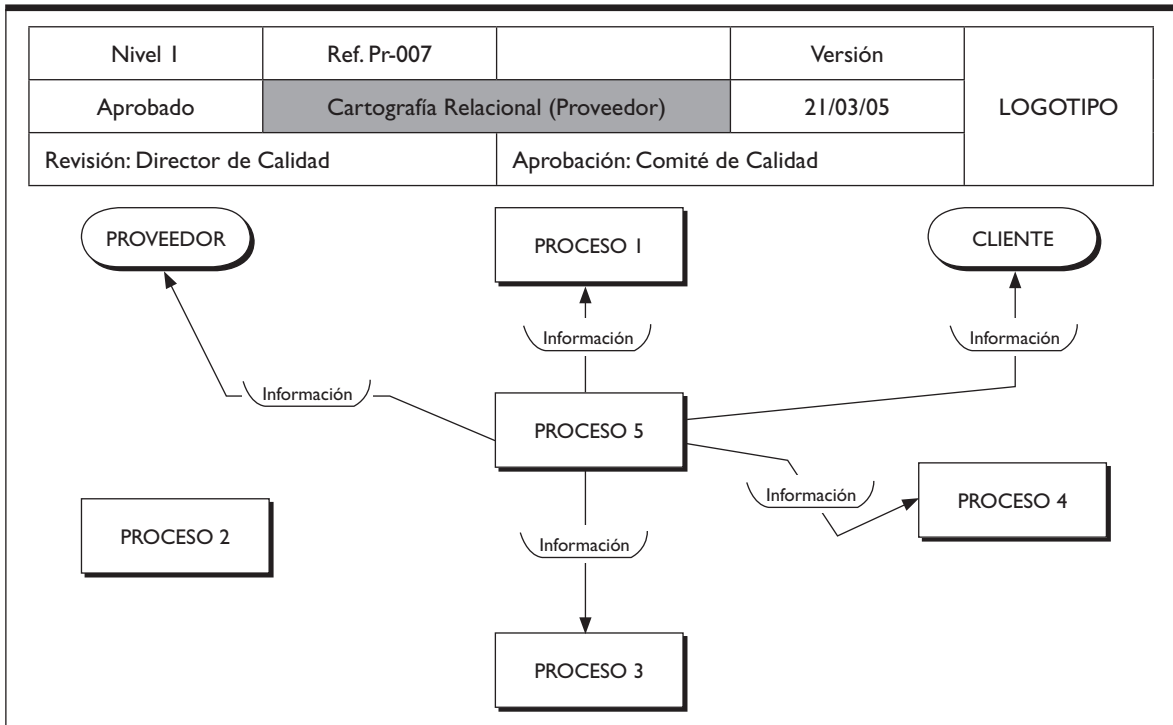 Nivel 1 Ref. Pr-007 Versión
Aprobado Cartografía Relacional (Proveedor) 21/03/05 LOGOTIPO
Revisión: Director de Calidad Aprobación: Comité de Calidad
PROVEEDOR PROCESO 1 CLIENTE
Información Información
Información
PROCESO 5
Información PROCESO 4
PROCESO 2 Información
PROCESO 3